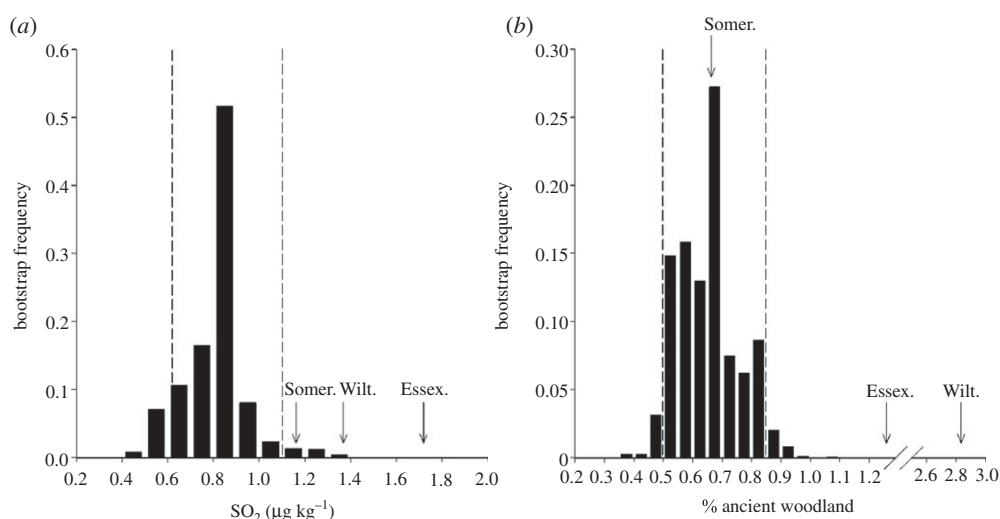 (a)
0.6
0.5
0.4
0.3
0.2
0.1
0.0
bootstrap frequency
Somer. Wilt. Essex.
0.2 0.4 0.6 0.8 1.0 1.2 1.4 1.6 1.8 2.0
SO2 (μg kg−1)
(b)
Somer.
0.30
0.25
0.20
0.15
0.10
0.05
0
bootstrap frequency
Essex. Wilt.
0.2 0.3 0.4 0.5 0.6 0.7 0.8 0.9 1.0 1.1 1.2 2.6 2.8 3.0
% ancient woodland